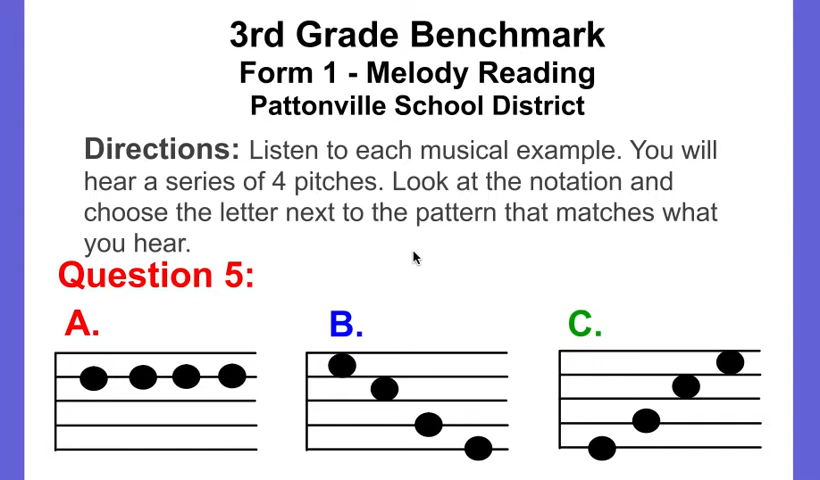 3rd Grade Benchmark
Form 1 - Melody Reading
Pattonville School District
Directions: Listen to each musical example. You will
hear a series of 4 pitches. Look at the notation and
choose the letter next to the pattern that matches what
you hear.
Question 5:
A. B. C.